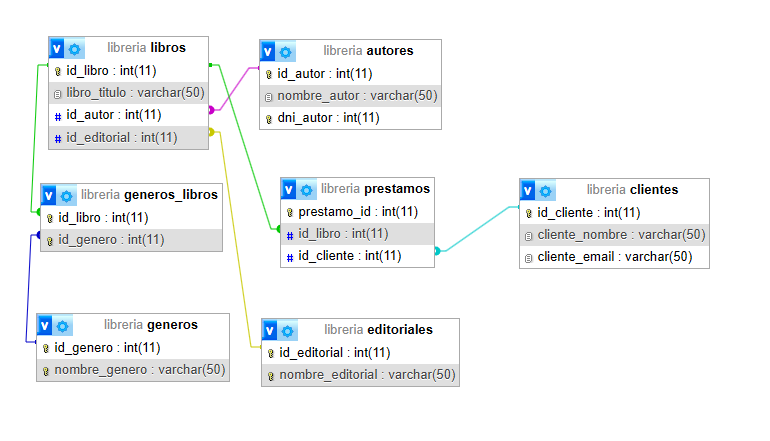 libreria libros
id_libro : int(11)
libro_titulo : varchar(50)
# id_autor : int(11)
# id_editorial : int(11)
libreria autores
id_autor : int(11)
nombre_autor : varchar(50)
dni_autor : int(11)
libreria generos_libros
id_libro : int(11)
id_genero : int(11)
libreria prestamos
prestamo_id : int(11)
# id_libro : int(11)
# id_cliente : int(11)
libreria clientes
id_cliente : int(11)
cliente_nombre : varchar(50)
cliente_email : varchar(50)
libreria generos
id_genero : int(11)
nombre_genero : varchar(50)
libreria editoriales
id_editorial : int(11)
nombre_editorial : varchar(50)